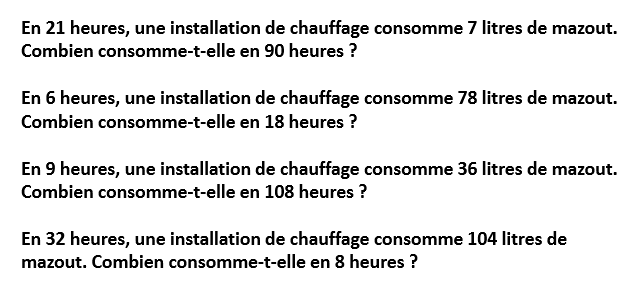 En 21 heures, une installation de chauffage consomme 7 litres de mazout.
Combien consomme-t-elle en 90 heures ?
En 6 heures, une installation de chauffage consomme 78 litres de mazout.
Combien consomme-t-elle en 18 heures ?
En 9 heures, une installation de chauffage consomme 36 litres de mazout.
Combien consomme-t-elle en 108 heures ?
En 32 heures, une installation de chauffage consomme 104 litres de
mazout. Combien consomme-t-elle en 8 heures ?